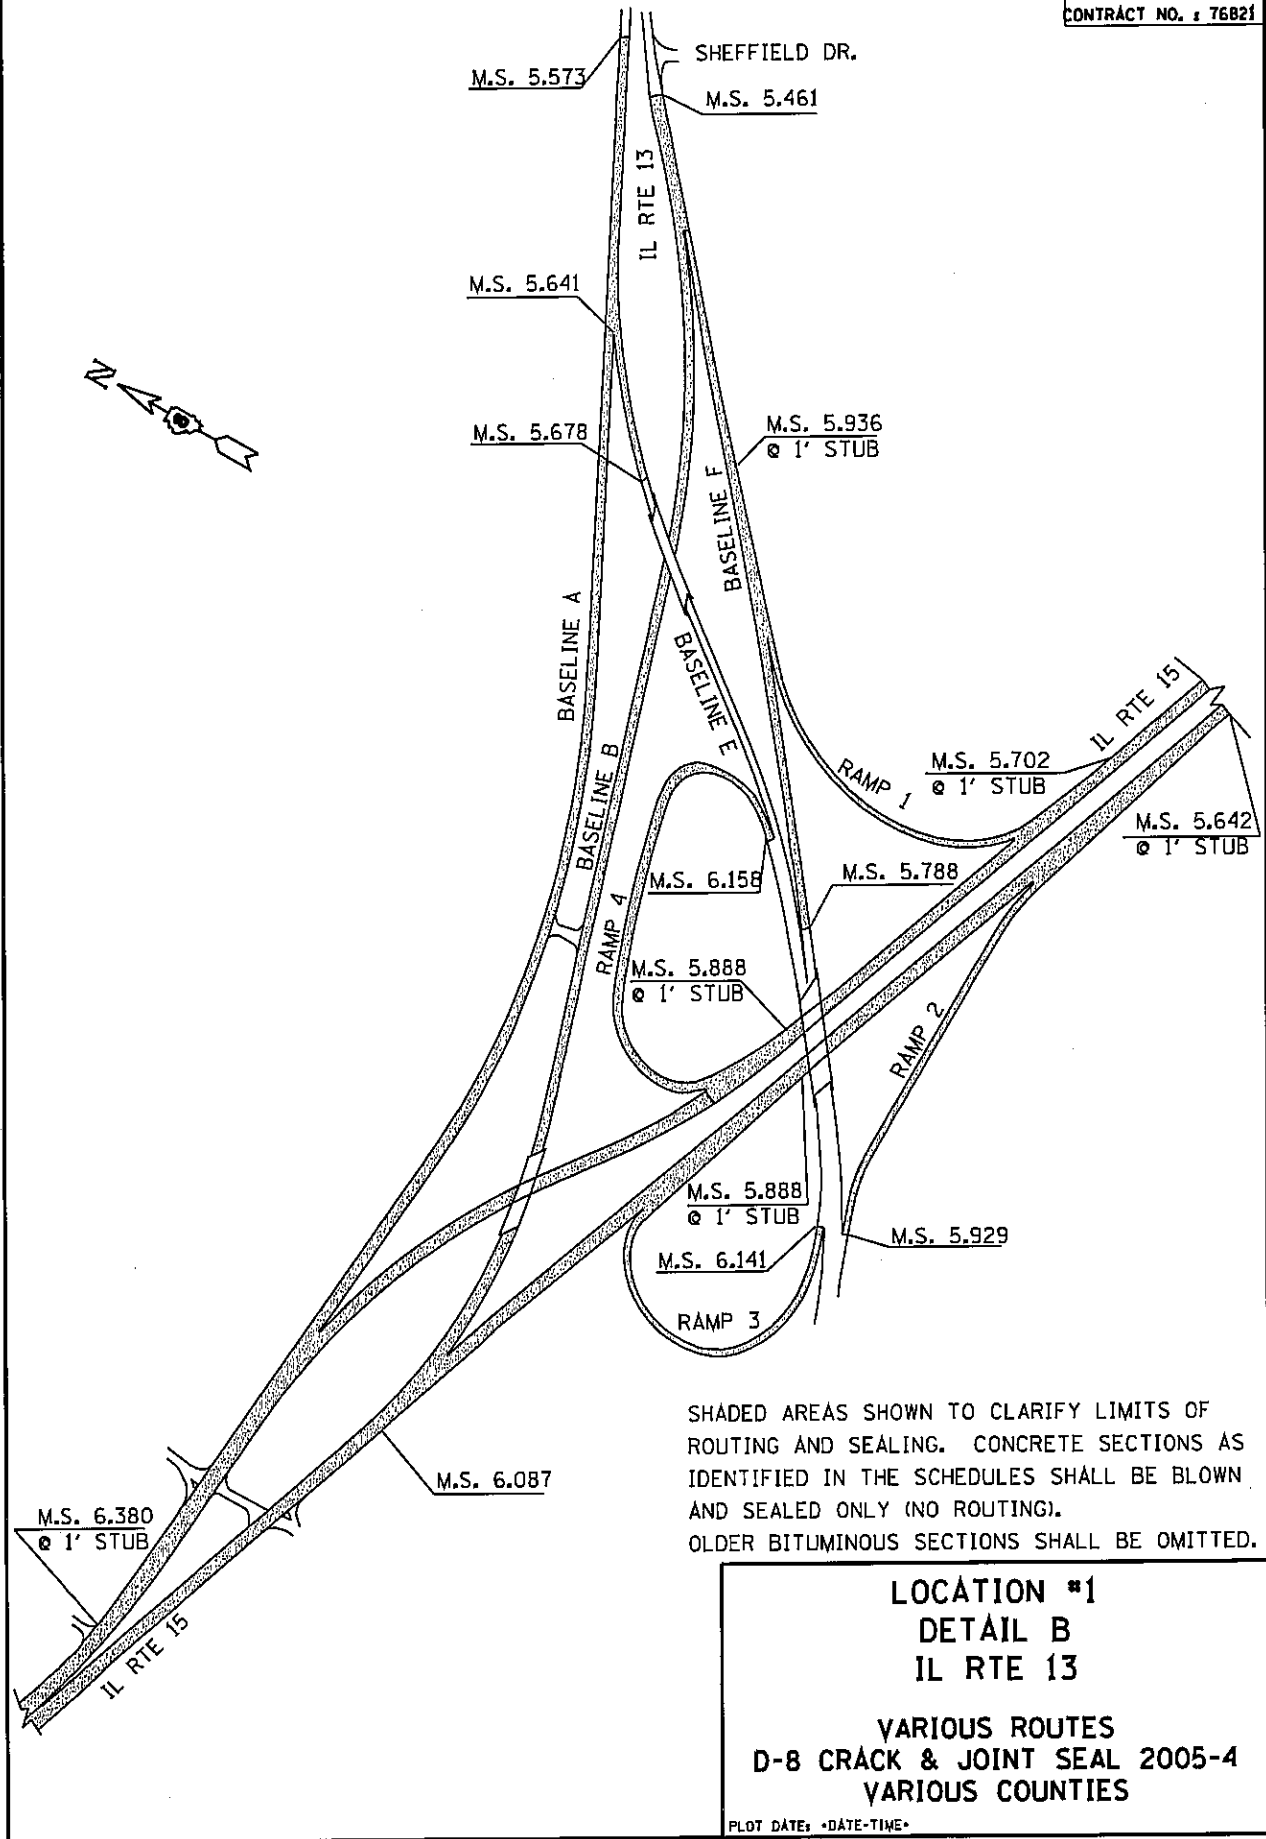 CONTRACT NO. : 76B21
SHEFFIELD DR.
M.S. 5.573
M.S. 5.461
IL RTE 13
M.S. 5.641
N
M.S. 5.678
M.S. 5.936
@ 1' STUB
BASELINE F
BASELINE A
BASELINE E
BASELINE B
IL RTE 15
RAMP 1
M.S. 5.702
@ 1' STUB
M.S. 5.642
@ 1' STUB
M.S. 6.158
M.S. 5.788
RAMP 4
M.S. 5.888
@ 1' STUB
RAMP 2
M.S. 5.888
@ 1' STUB
M.S. 5.929
M.S. 6.141
RAMP 3
M.S. 6.087
M.S. 6.380
@ 1' STUB
IL RTE 15
SHADED AREAS SHOWN TO CLARIFY LIMITS OF
ROUTING AND SEALING. CONCRETE SECTIONS AS
IDENTIFIED IN THE SCHEDULES SHALL BE BLOWN
AND SEALED ONLY (NO ROUTING).
OLDER BITUMINOUS SECTIONS SHALL BE OMITTED.
LOCATION #1
DETAIL B
IL RTE 13
VARIOUS ROUTES
D-8 CRACK & JOINT SEAL 2005-4
VARIOUS COUNTIES
PLOT DATE: •DATE-TIME•